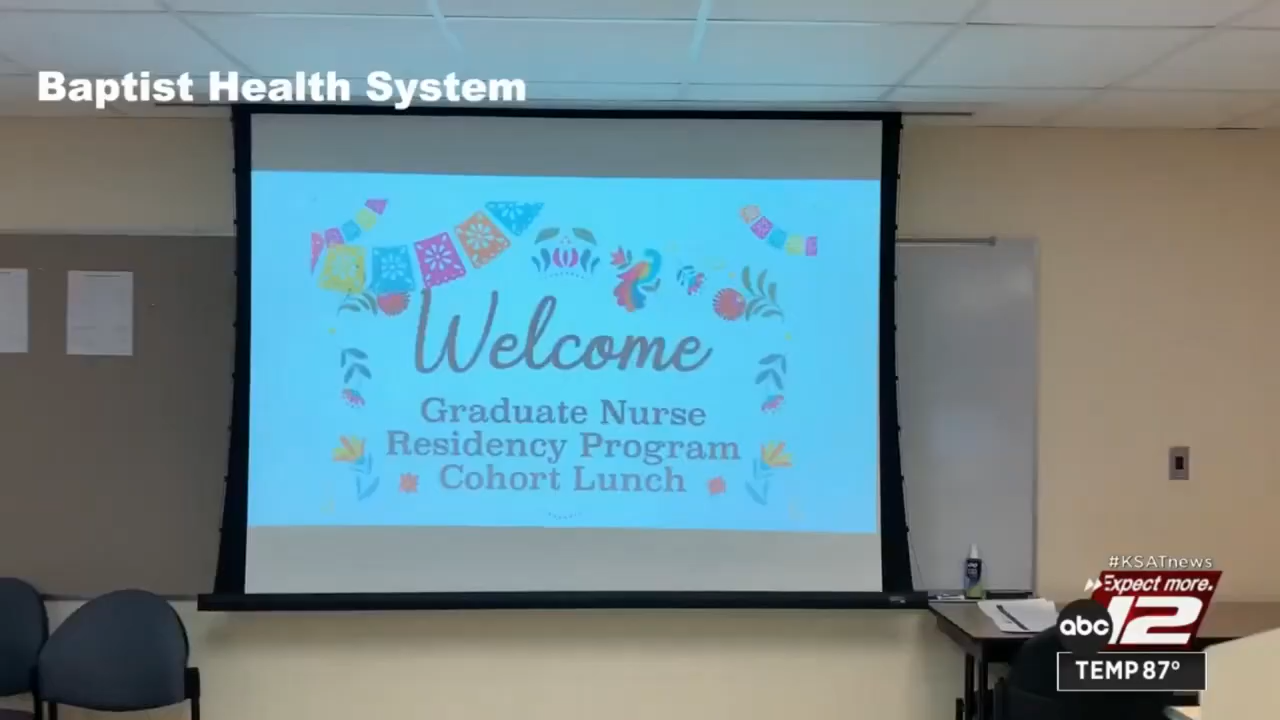 Baptist Health System
Welcome
Graduate Nurse
Residency Program
Cohort Lunch
#KSATnews
Expect more.
abc 12
TEMP 87°